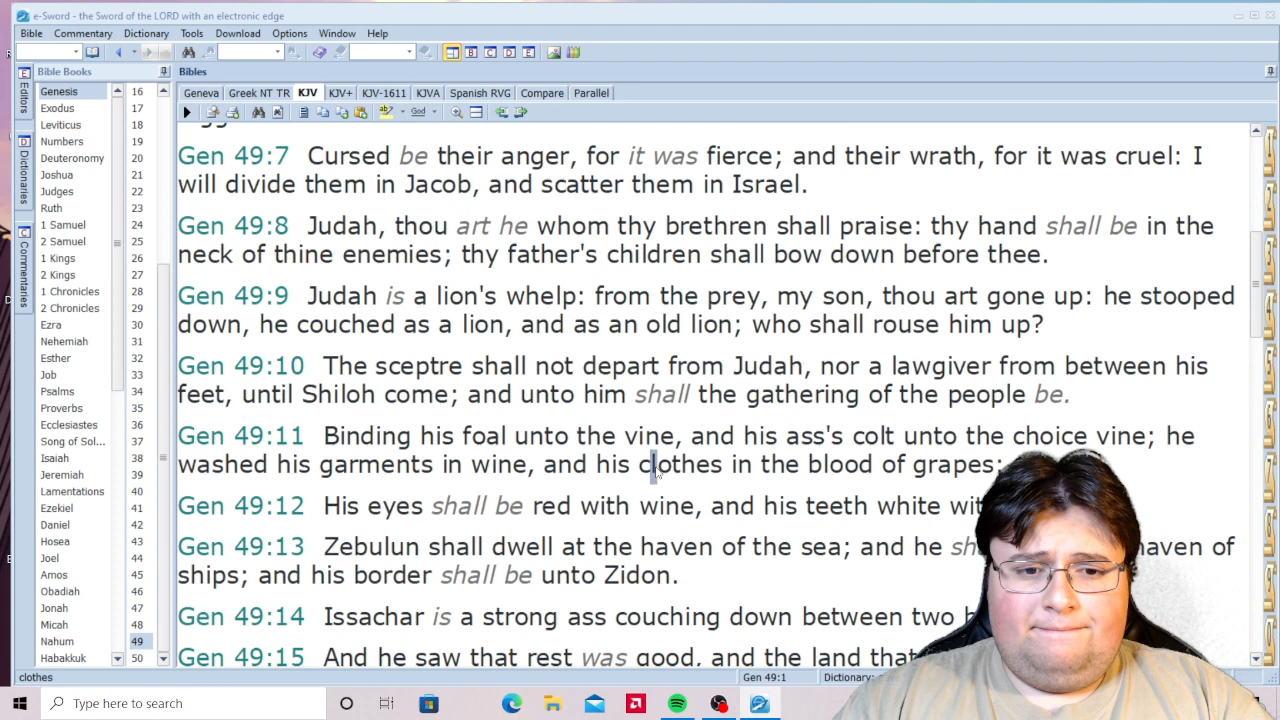 e-Sword - the Sword of the LORD with an electronic edge
Bible Commentary Dictionary Tools Download Options Window Help
Bible Books
Bibles
Geneva Greek NT TR KJV KJV+ KJV-1611 KJVA Spanish RVG Compare Parallel
Editors
Dictionaries
Commentaries
Genesis 16
Exodus 17
Leviticus 18
Numbers 19
Deuteronomy 20
Joshua 21
Judges 22
Ruth 23
1 Samuel 24
2 Samuel 25
1 Kings 26
2 Kings 27
1 Chronicles 28
2 Chronicles 29
Ezra 30
Nehemiah 31
Esther 32
Job 33
Psalms 34
Proverbs 35
Ecclesiastes 36
Song of Sol... 37
Isaiah 38
Jeremiah 39
Lamentations 40
Ezekiel 41
Daniel 42
Hosea 43
Joel 44
Amos 45
Obadiah 46
Jonah 47
Micah 48
Nahum 49
Habakkuk 50
Gen 49:7 Cursed be their anger, for it was fierce; and their wrath, for it was cruel: I
will divide them in Jacob, and scatter them in Israel.
Gen 49:8 Judah, thou art he whom thy brethren shall praise: thy hand shall be in the
neck of thine enemies; thy father's children shall bow down before thee.
Gen 49:9 Judah is a lion's whelp: from the prey, my son, thou art gone up: he stooped
down, he couched as a lion, and as an old lion; who shall rouse him up?
Gen 49:10 The sceptre shall not depart from Judah, nor a lawgiver from between his
feet, until Shiloh come; and unto him shall the gathering of the people be.
Gen 49:11 Binding his foal unto the vine, and his ass's colt unto the choice vine; he
washed his garments in wine, and his clothes in the blood of grapes:
Gen 49:12 His eyes shall be red with wine, and his teeth white
Gen 49:13 Zebulun shall dwell at the haven of the sea; and he haven of
ships; and his border shall be unto Zidon.
Gen 49:14 Issachar is a strong ass couching down between two
Gen 49:15 And he saw that rest was good, and the land that
clothes
Gen 49:1
Dictionary:
Type here to search